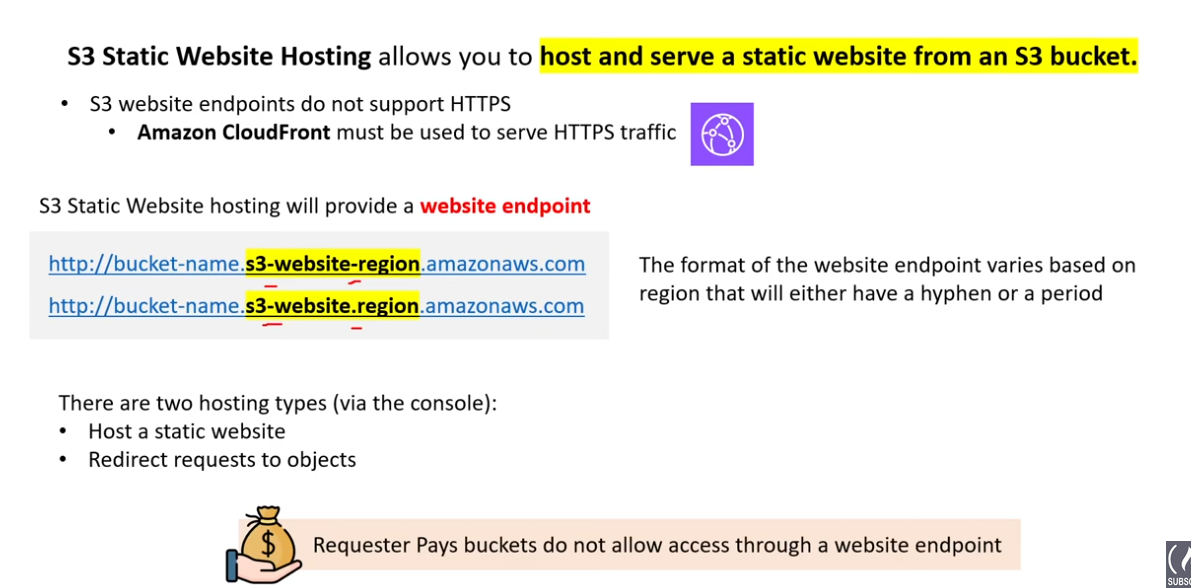 S3 Static Website Hosting allows you to host and serve a static website from an S3 bucket.
• S3 website endpoints do not support HTTPS
• Amazon CloudFront must be used to serve HTTPS traffic
S3 Static Website hosting will provide a website endpoint
http://bucket-name.s3-website-region.amazonaws.com
http://bucket-name.s3-website.region.amazonaws.com
The format of the website endpoint varies based on
region that will either have a hyphen or a period
There are two hosting types (via the console):
• Host a static website
• Redirect requests to objects
$
Requester Pays buckets do not allow access through a website endpoint